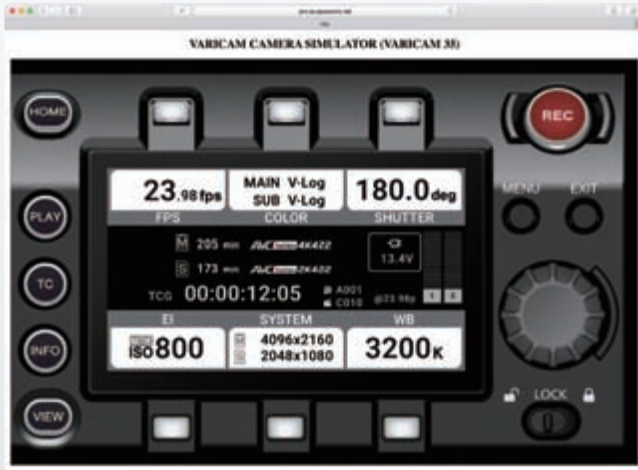 VARICAM CAMERA SIMULATOR (VARICAM 35)
HOME
REC
23.98fps
MAIN V-Log
SUB V-Log
180.0deg
FPS
COLOR
SHUTTER
MENU
EXIT
PLAY
M 205 min AVC 4K422
S 173 min AVC 2K422
13.4V
TC
TCG 00:00:12:05
A001
C010
@23.98p
1 2
EI
SYSTEM
WB
INFO
ISO800
4096x2160
2048x1080
3200K
LOCK
VIEW